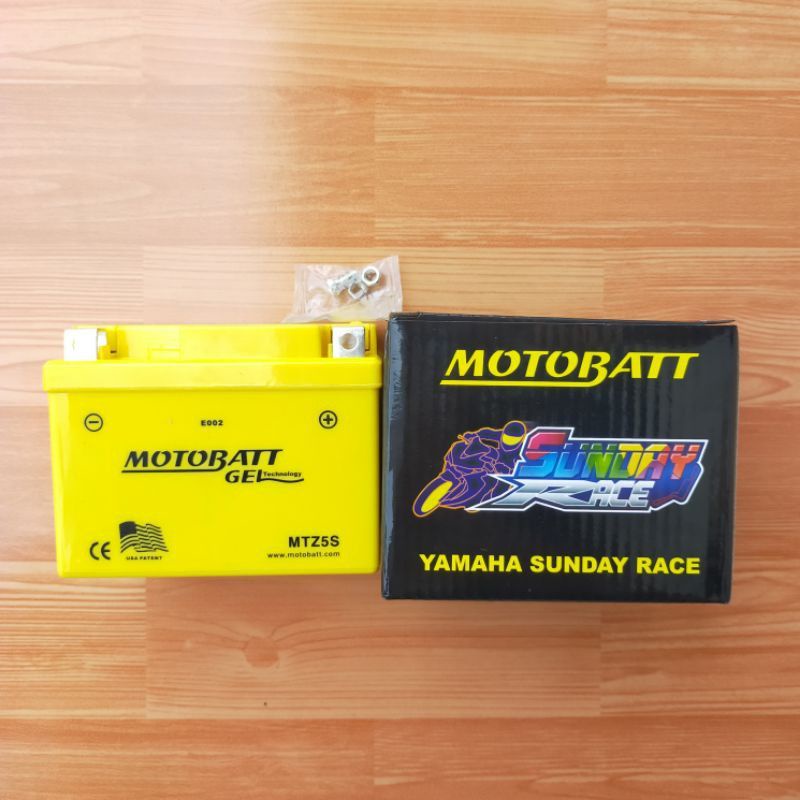 E002
MOTOBATT
GEL Technology
CE
USA PATENT
MTZ5S
www.motobatt.com
MOTOBATT
SUNDAY
RACE
YAMAHA SUNDAY RACE